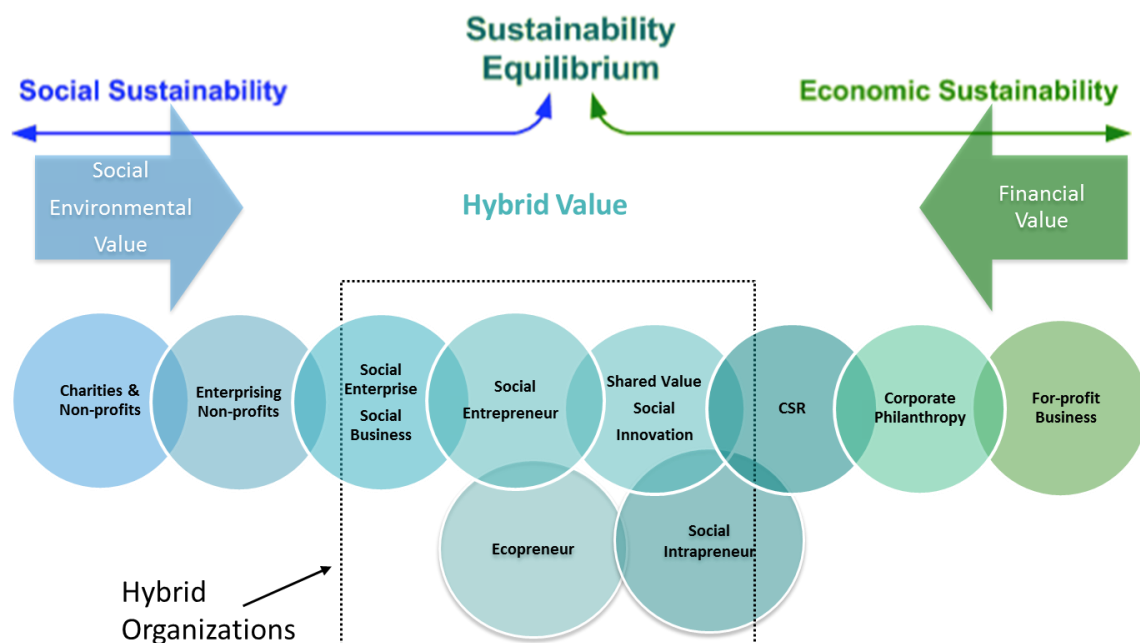 Sustainability
Equilibrium
Social Sustainability
Economic Sustainability
Social
Environmental
Value
Hybrid Value
Financial
Value
Charities &
Non-profits
Enterprising
Non-profits
Social
Enterprise
Social
Business
Social
Entrepreneur
Shared Value
Social
Innovation
CSR
Corporate
Philanthropy
For-profit
Business
Ecopreneur
Social
Intrapreneur
Hybrid
Organizations